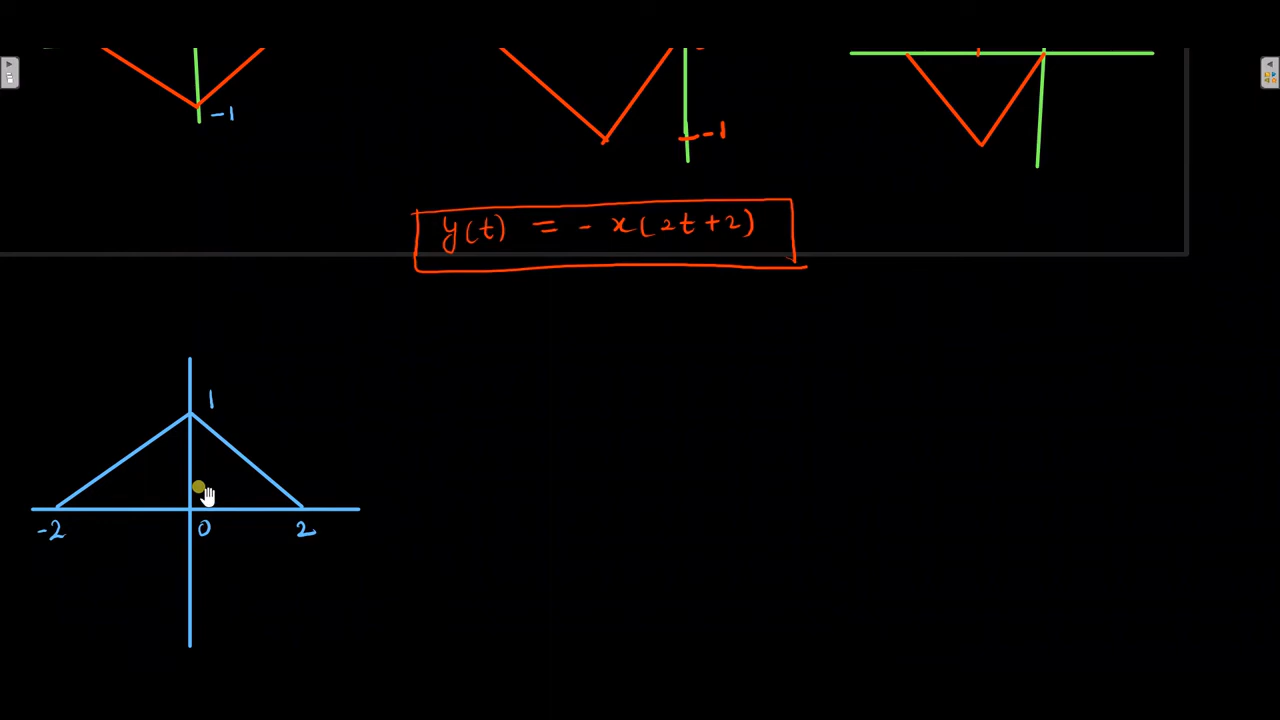 -1
-1
y(t) = - x(2t+2)
1
-2 0 2